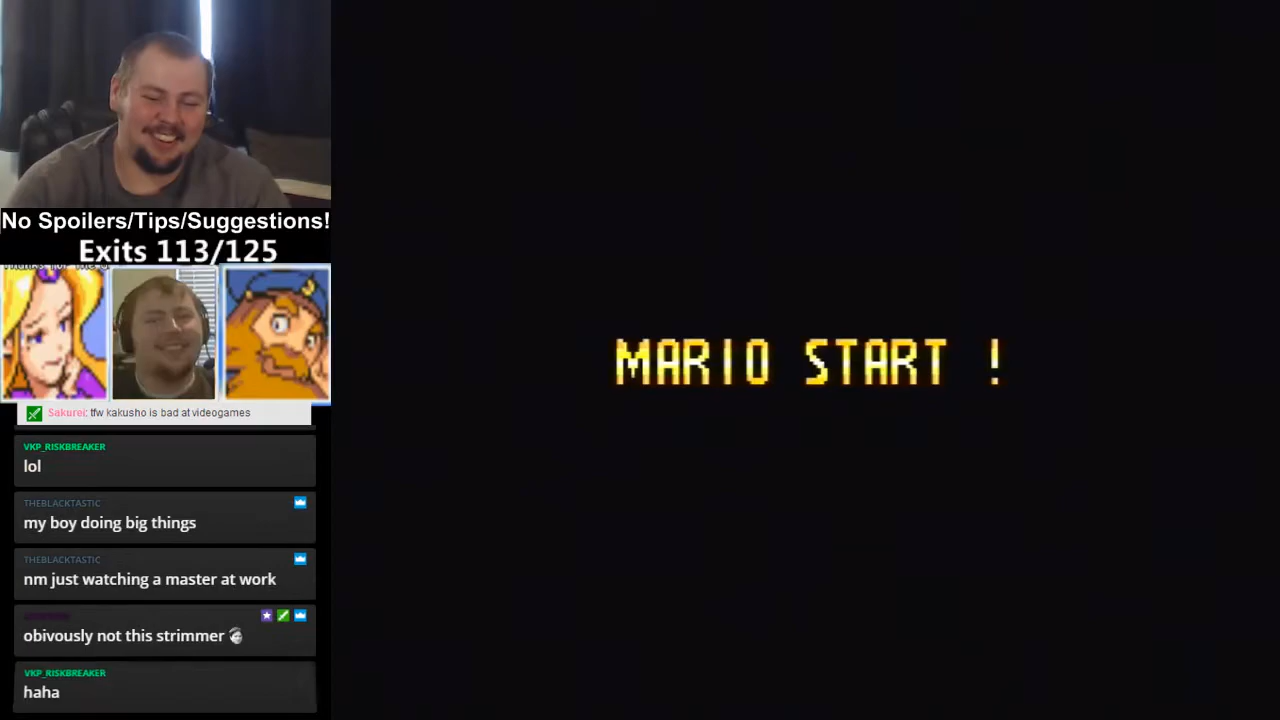 No Spoilers/Tips/Suggestions!
Exits 113/125
Sakurei: tfw kakusho is bad at videogames
VKP_RISKBREAKER
lol
THEBLACKTASTIC
my boy doing big things
THEBLACKTASTIC
nm just watching a master at work
obivously not this strimmer
VKP_RISKBREAKER
haha
MARIO START !